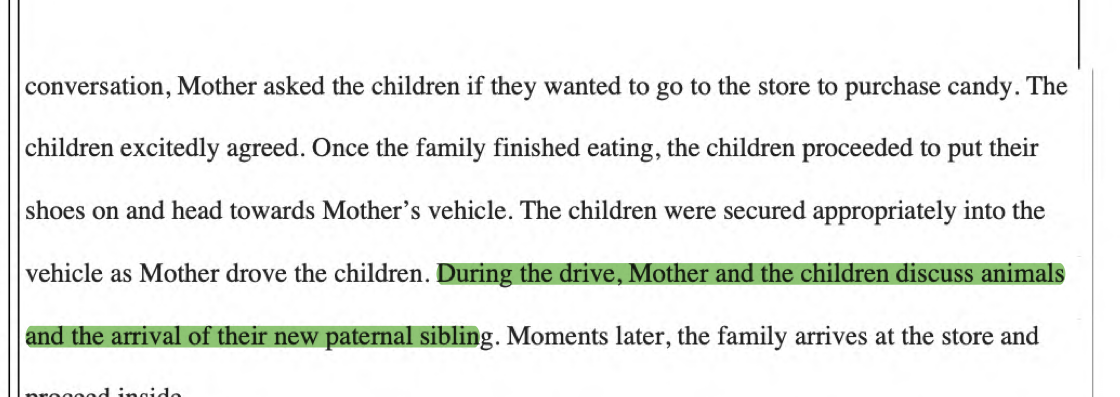 conversation, Mother asked the children if they wanted to go to the store to purchase candy. The
children excitedly agreed. Once the family finished eating, the children proceeded to put their
shoes on and head towards Mother’s vehicle. The children were secured appropriately into the
vehicle as Mother drove the children. During the drive, Mother and the children discuss animals
and the arrival of their new paternal sibling. Moments later, the family arrives at the store and
proceed inside.